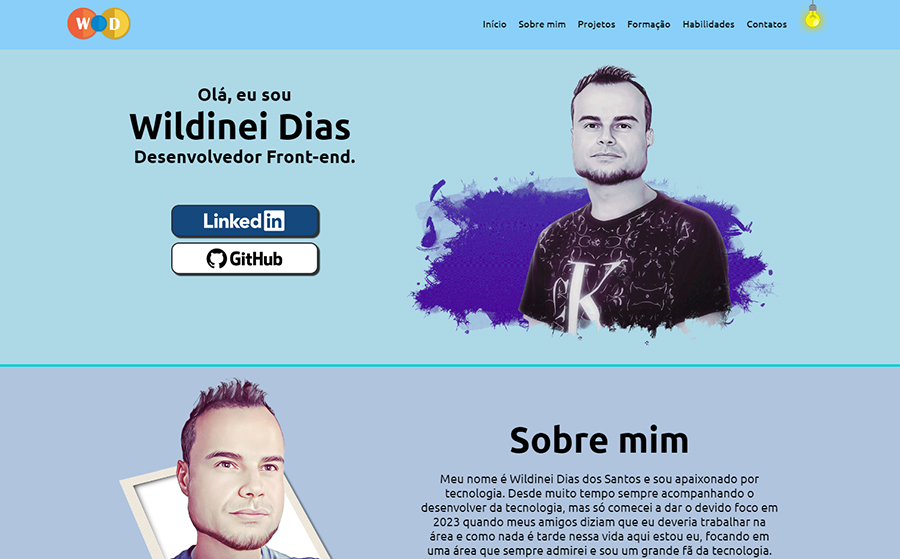 W D
Início Sobre mim Projetos Formação Habilidades Contatos
Olá, eu sou
Wildinei Dias
Desenvolvedor Front-end.
Linked in
GitHub
K
Sobre mim
Meu nome é Wildinei Dias dos Santos e sou apaixonado por
tecnologia. Desde muito tempo sempre acompanhando o
desenvolver da tecnologia, mas só comecei a dar o devido foco em
2023 quando meus amigos diziam que eu deveria trabalhar na
área e como nada é tarde nessa vida aqui estou eu, focando em
uma área que sempre admirei e sou um grande fã da tecnologia.